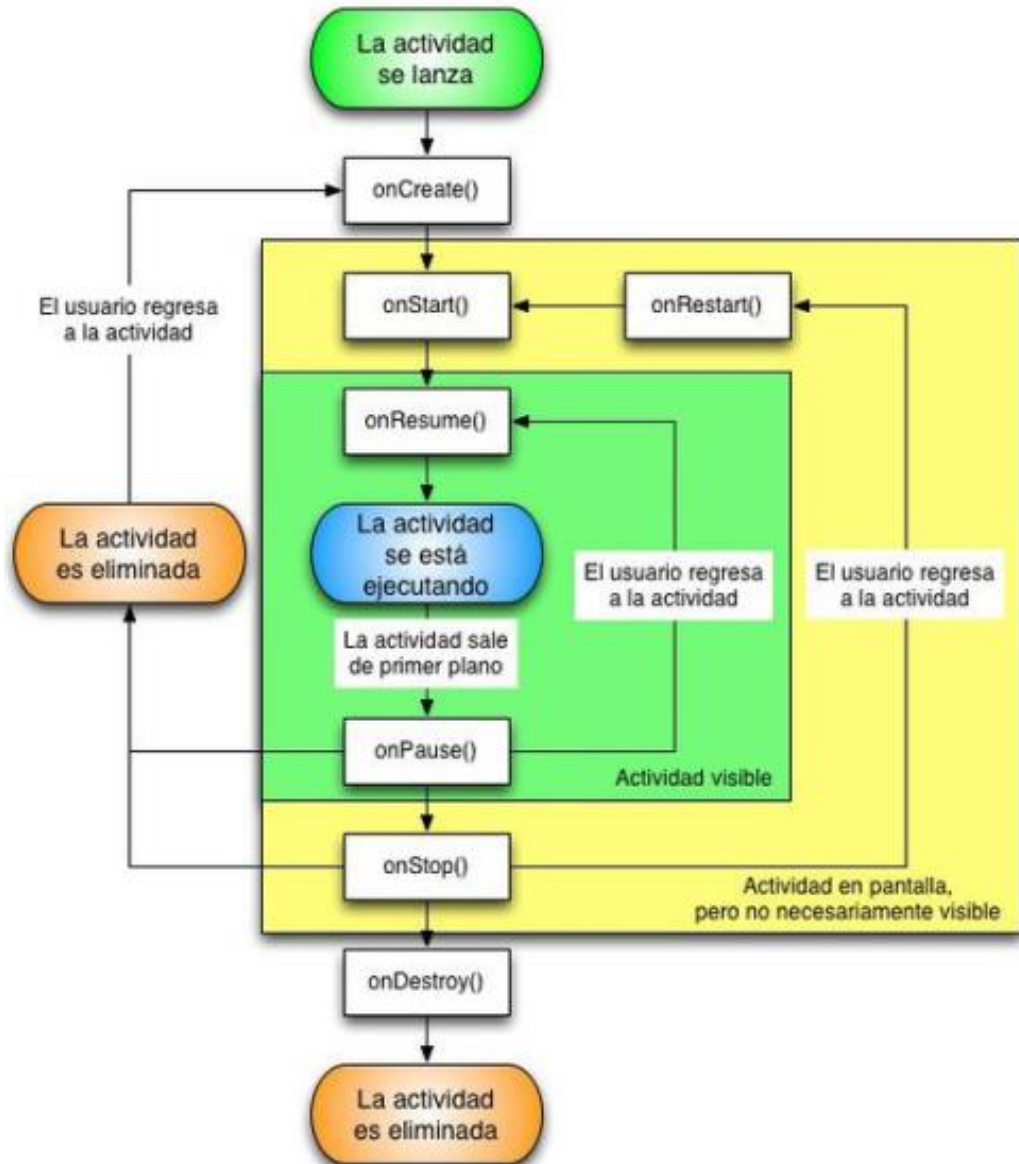 La actividad
se lanza
onCreate()
onStart()
onRestart()
El usuario regresa
a la actividad
onResume()
La actividad
es eliminada
La actividad
se está
ejecutando
El usuario regresa
a la actividad
El usuario regresa
a la actividad
La actividad sale
de primer plano
onPause()
Actividad visible
onStop()
Actividad en pantalla,
pero no necesariamente visible
onDestroy()
La actividad
es eliminada